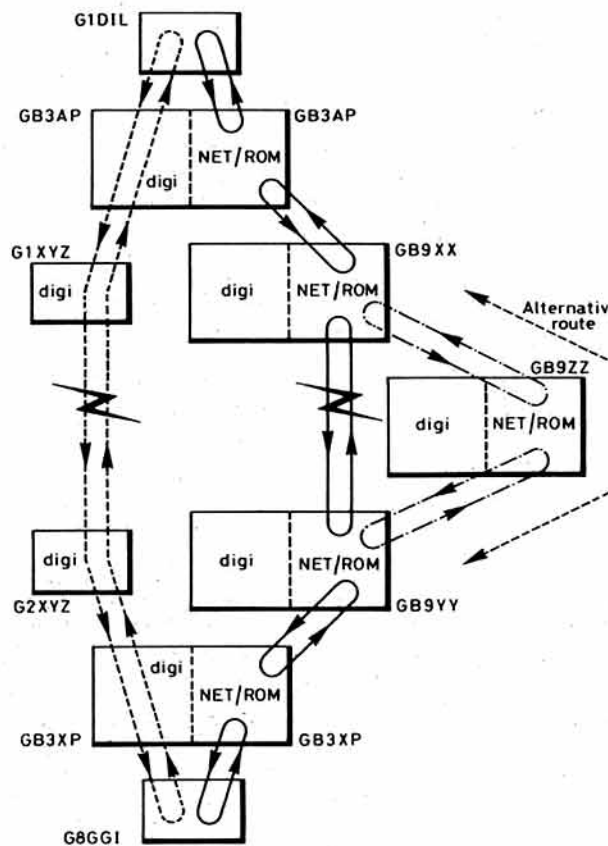 G1DIL
GB3AP
GB3AP
NET/ROM
digi
G1XYZ
GB9XX
digi
digi
NET/ROM
Alternativ
route
GB9ZZ
digi
NET/ROM
digi
digi
NET/ROM
G2XYZ
GB9YY
digi
NET/ROM
GB3XP
GB3XP
G8GGI